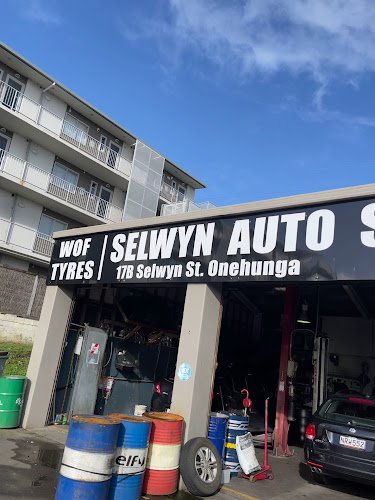 WOF
TYRES
SELWYN AUTO S
17B Selwyn St. Onehunga
elf